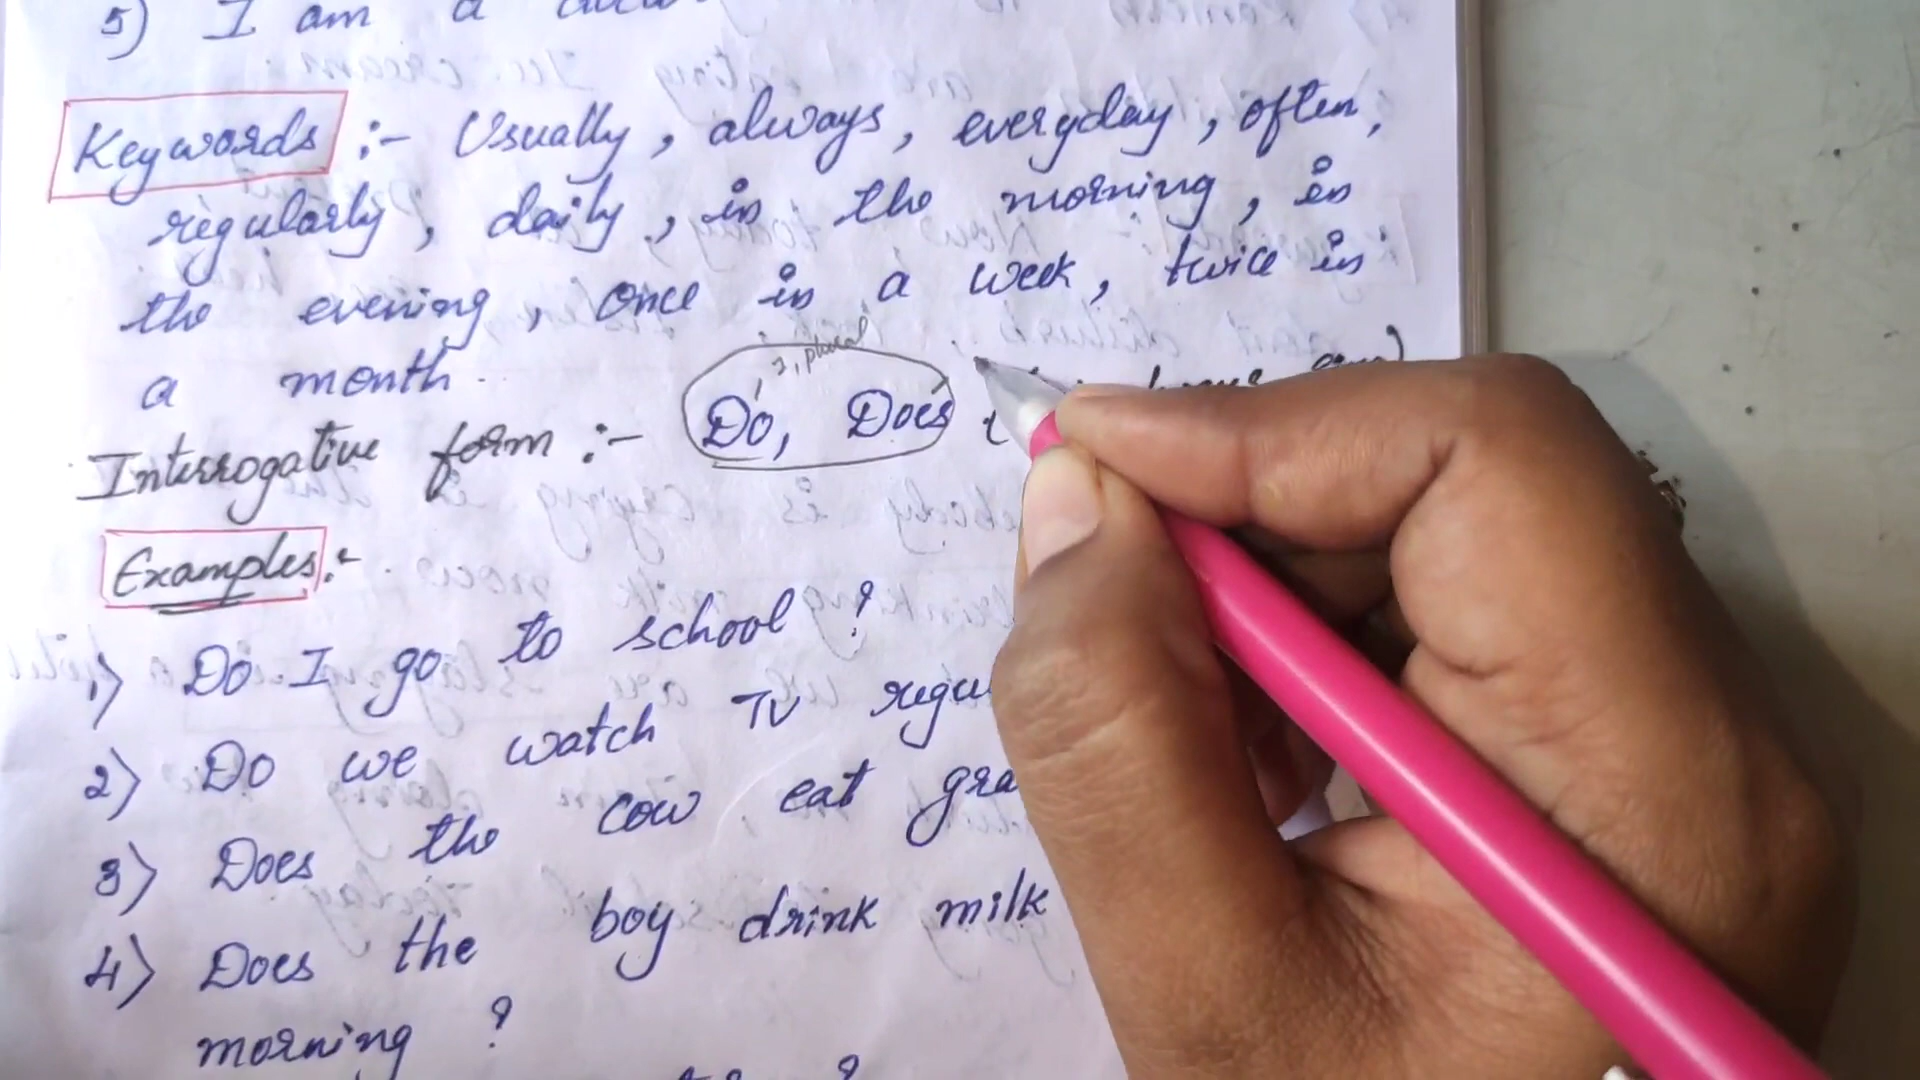 5) I am a
Keywords :- Usually, always, everyday, often,
regularly, daily, in the morning, in
the evening, once in a week, twice in
a month.
I, plural
Interrogative form :- Do, Does (
Examples :-
1) Do I go to school?
2) Do we watch TV regu
3) Does the cow eat gra
4) Does the boy drink milk
morning ?
?